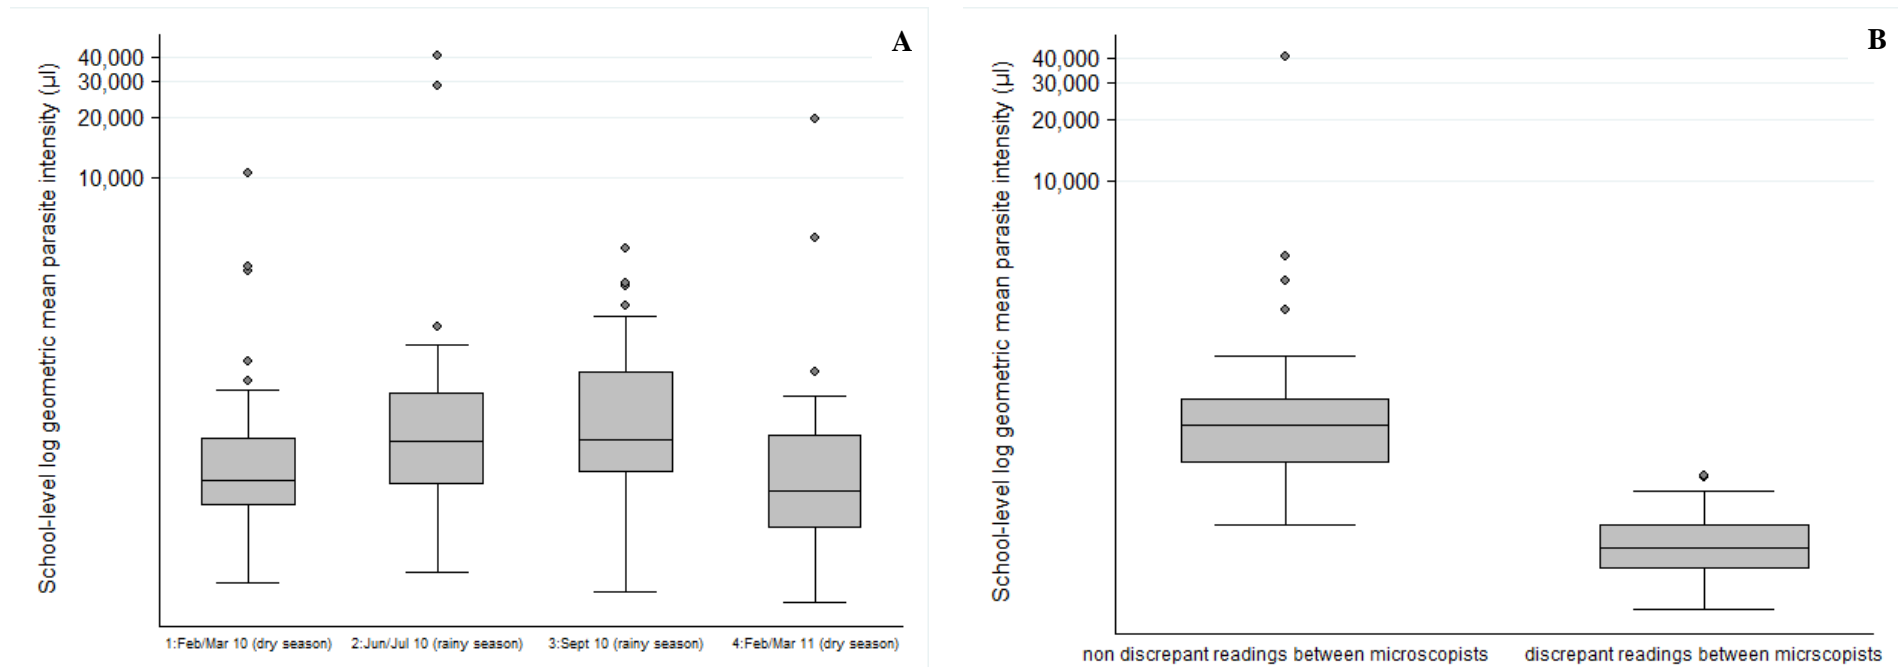 A
40,000
30,000
20,000
10,000
School-level log geometric mean parasite intensity (µl)
1:Feb/Mar 10 (dry season) 2:Jun/Jul 10 (rainy season) 3:Sept 10 (rainy season) 4:Feb/Mar 11 (dry season)
B
40,000
30,000
20,000
10,000
School-level log geometric mean parasite intensity (µl)
non discrepant readings between microscopists discrepant readings between micrscopists